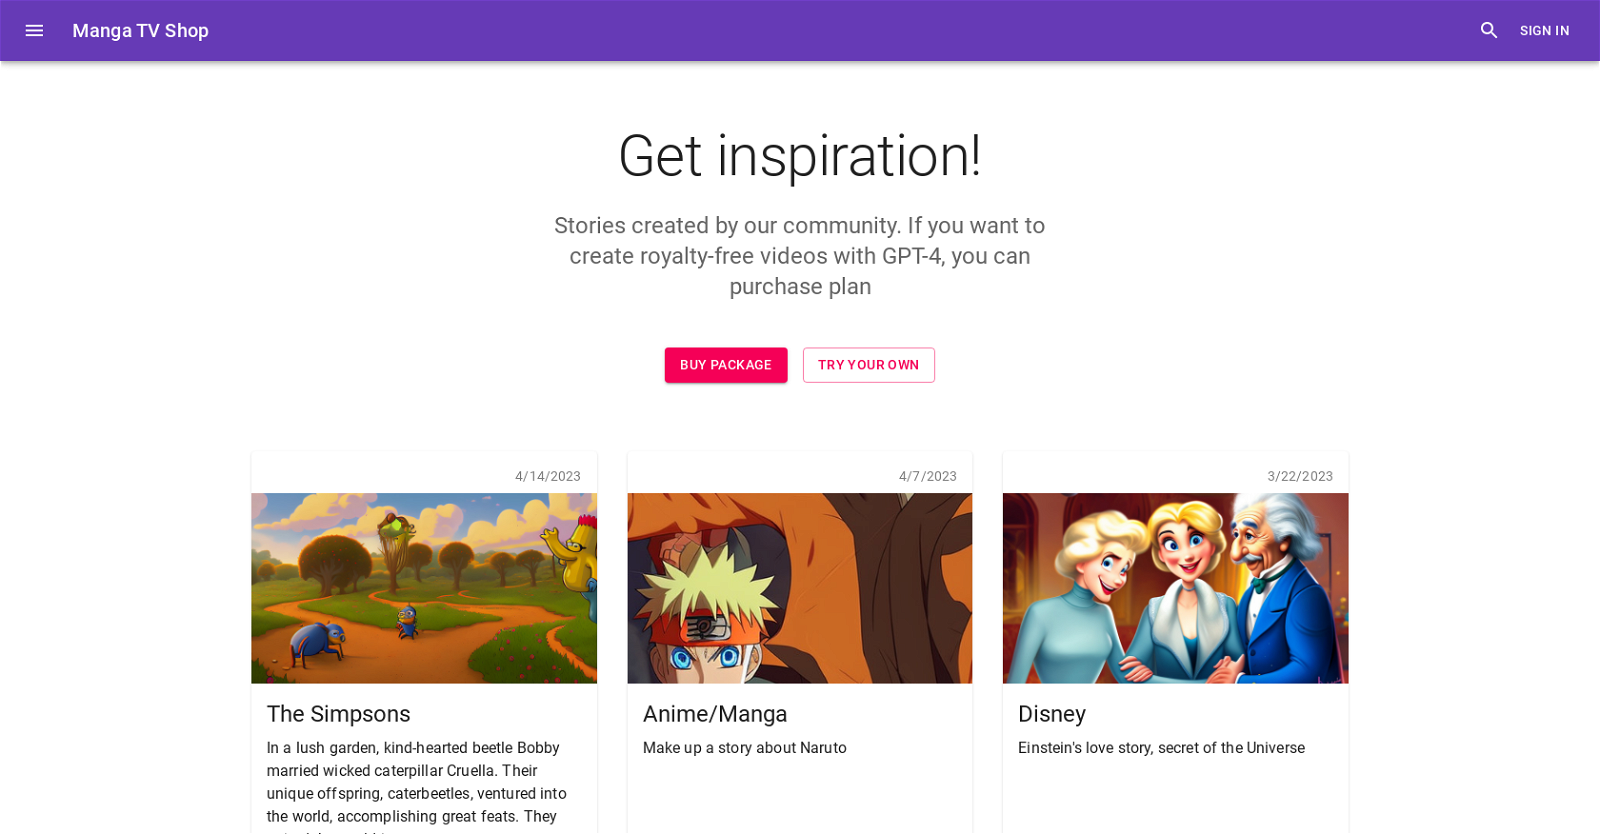 Manga TV Shop
SIGN IN
Get inspiration!
Stories created by our community. If you want to
create royalty-free videos with GPT-4, you can
purchase plan
BUY PACKAGE
TRY YOUR OWN
4/14/2023
4/7/2023
3/22/2023
The Simpsons
In a lush garden, kind-hearted beetle Bobby
married wicked caterpillar Cruella. Their
unique offspring, caterbeetles, ventured into
the world, accomplishing great feats. They
Anime/Manga
Make up a story about Naruto
Disney
Einstein's love story, secret of the Universe